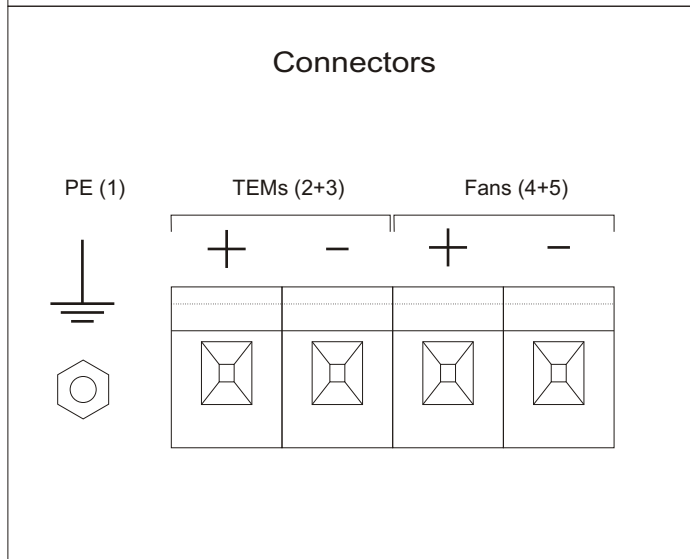 Connectors
PE (1) TEMs (2+3) Fans (4+5)
+ - + -